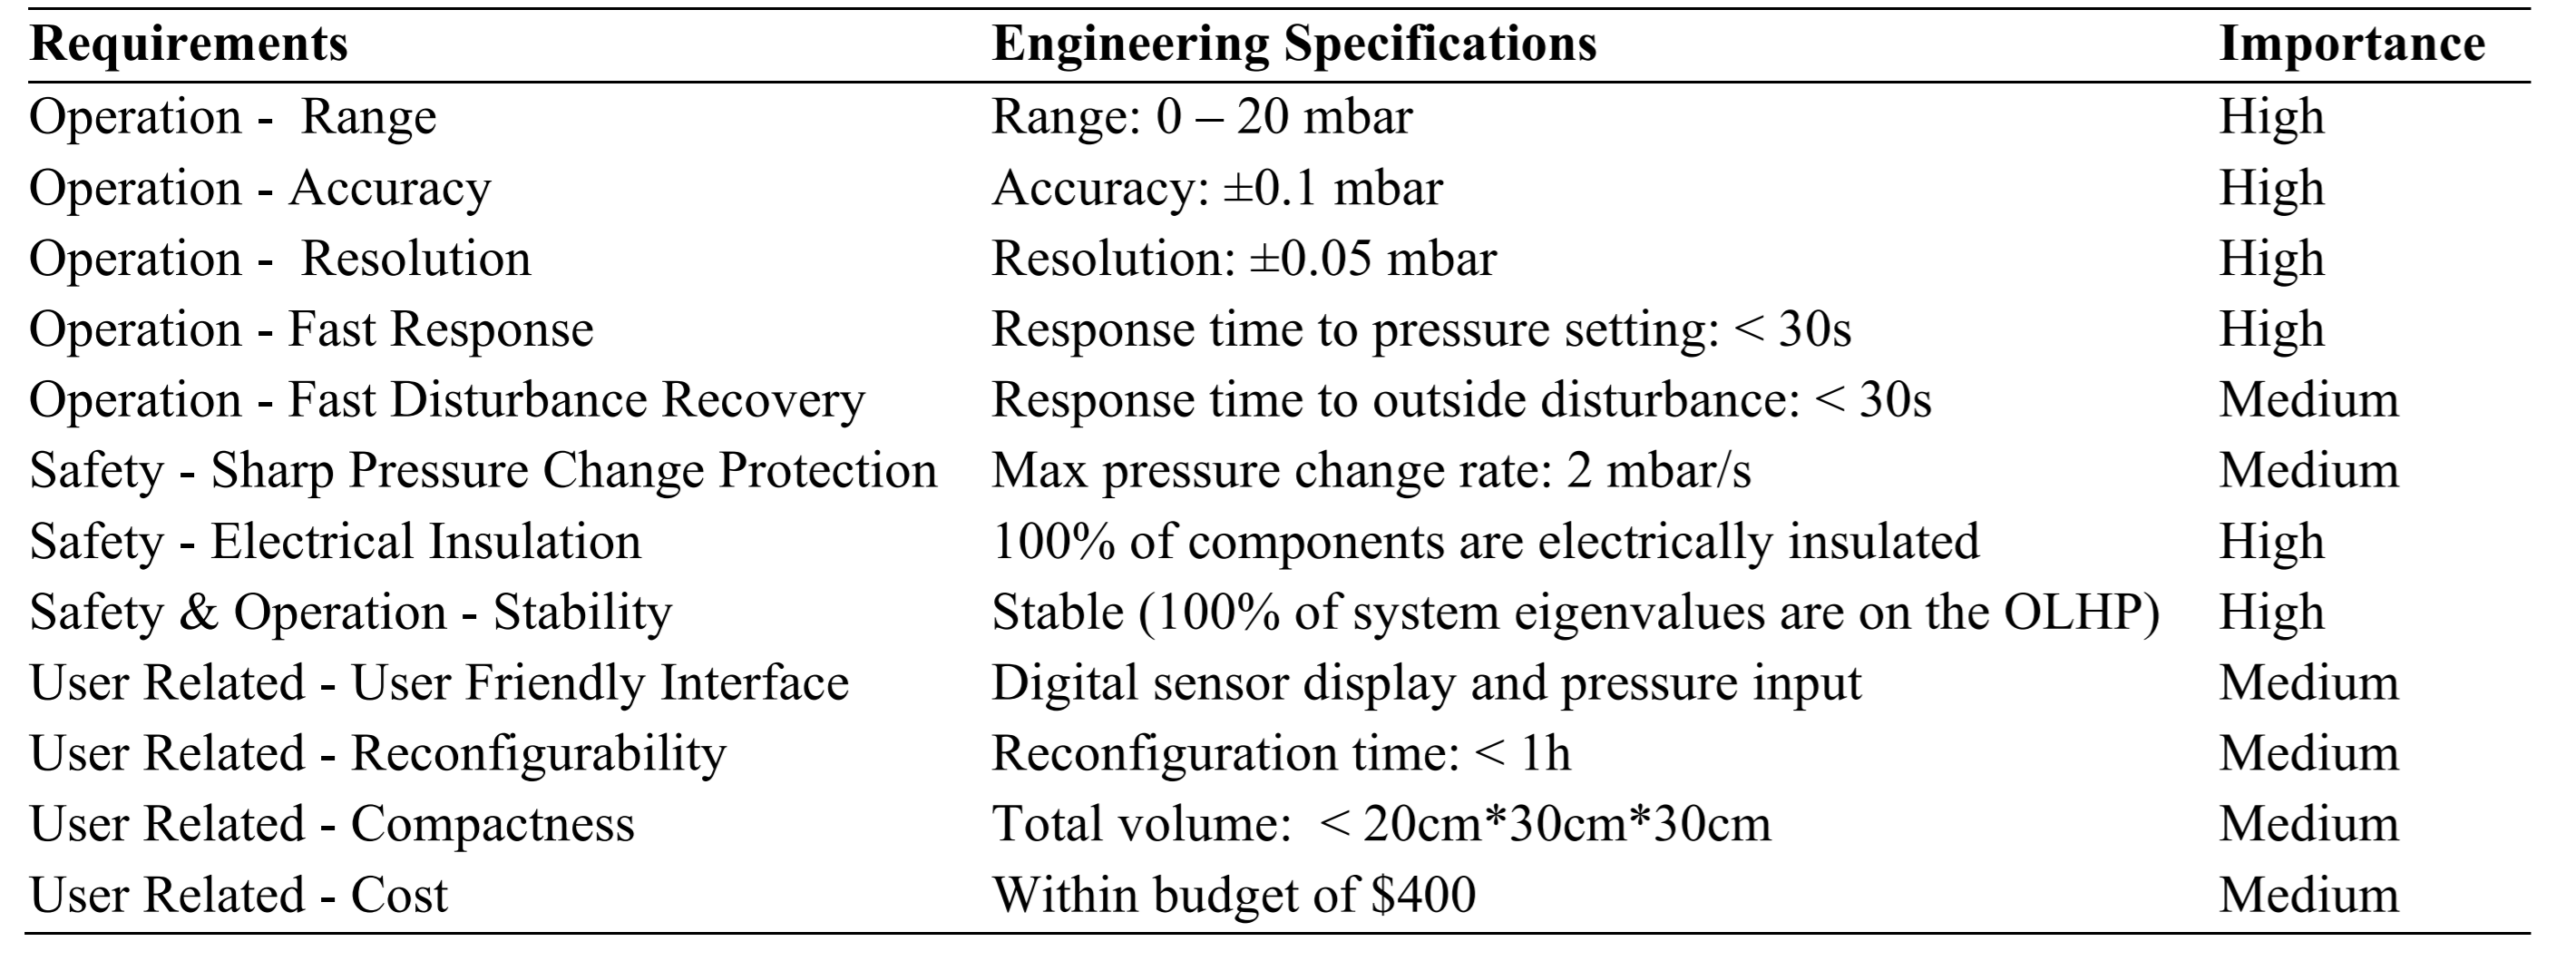 Requirements Engineering Specifications Importance
Operation -  Range Range: 0 – 20 mbar High
Operation - Accuracy Accuracy: ±0.1 mbar High
Operation -  Resolution Resolution: ±0.05 mbar High
Operation - Fast Response Response time to pressure setting: < 30s High
Operation - Fast Disturbance Recovery Response time to outside disturbance: < 30s Medium
Safety - Sharp Pressure Change Protection Max pressure change rate: 2 mbar/s Medium
Safety - Electrical Insulation 100% of components are electrically insulated High
Safety & Operation - Stability Stable (100% of system eigenvalues are on the OLHP) High
User Related - User Friendly Interface Digital sensor display and pressure input Medium
User Related - Reconfigurability Reconfiguration time: < 1h Medium
User Related - Compactness Total volume:  < 20cm*30cm*30cm Medium
User Related - Cost Within budget of $400 Medium